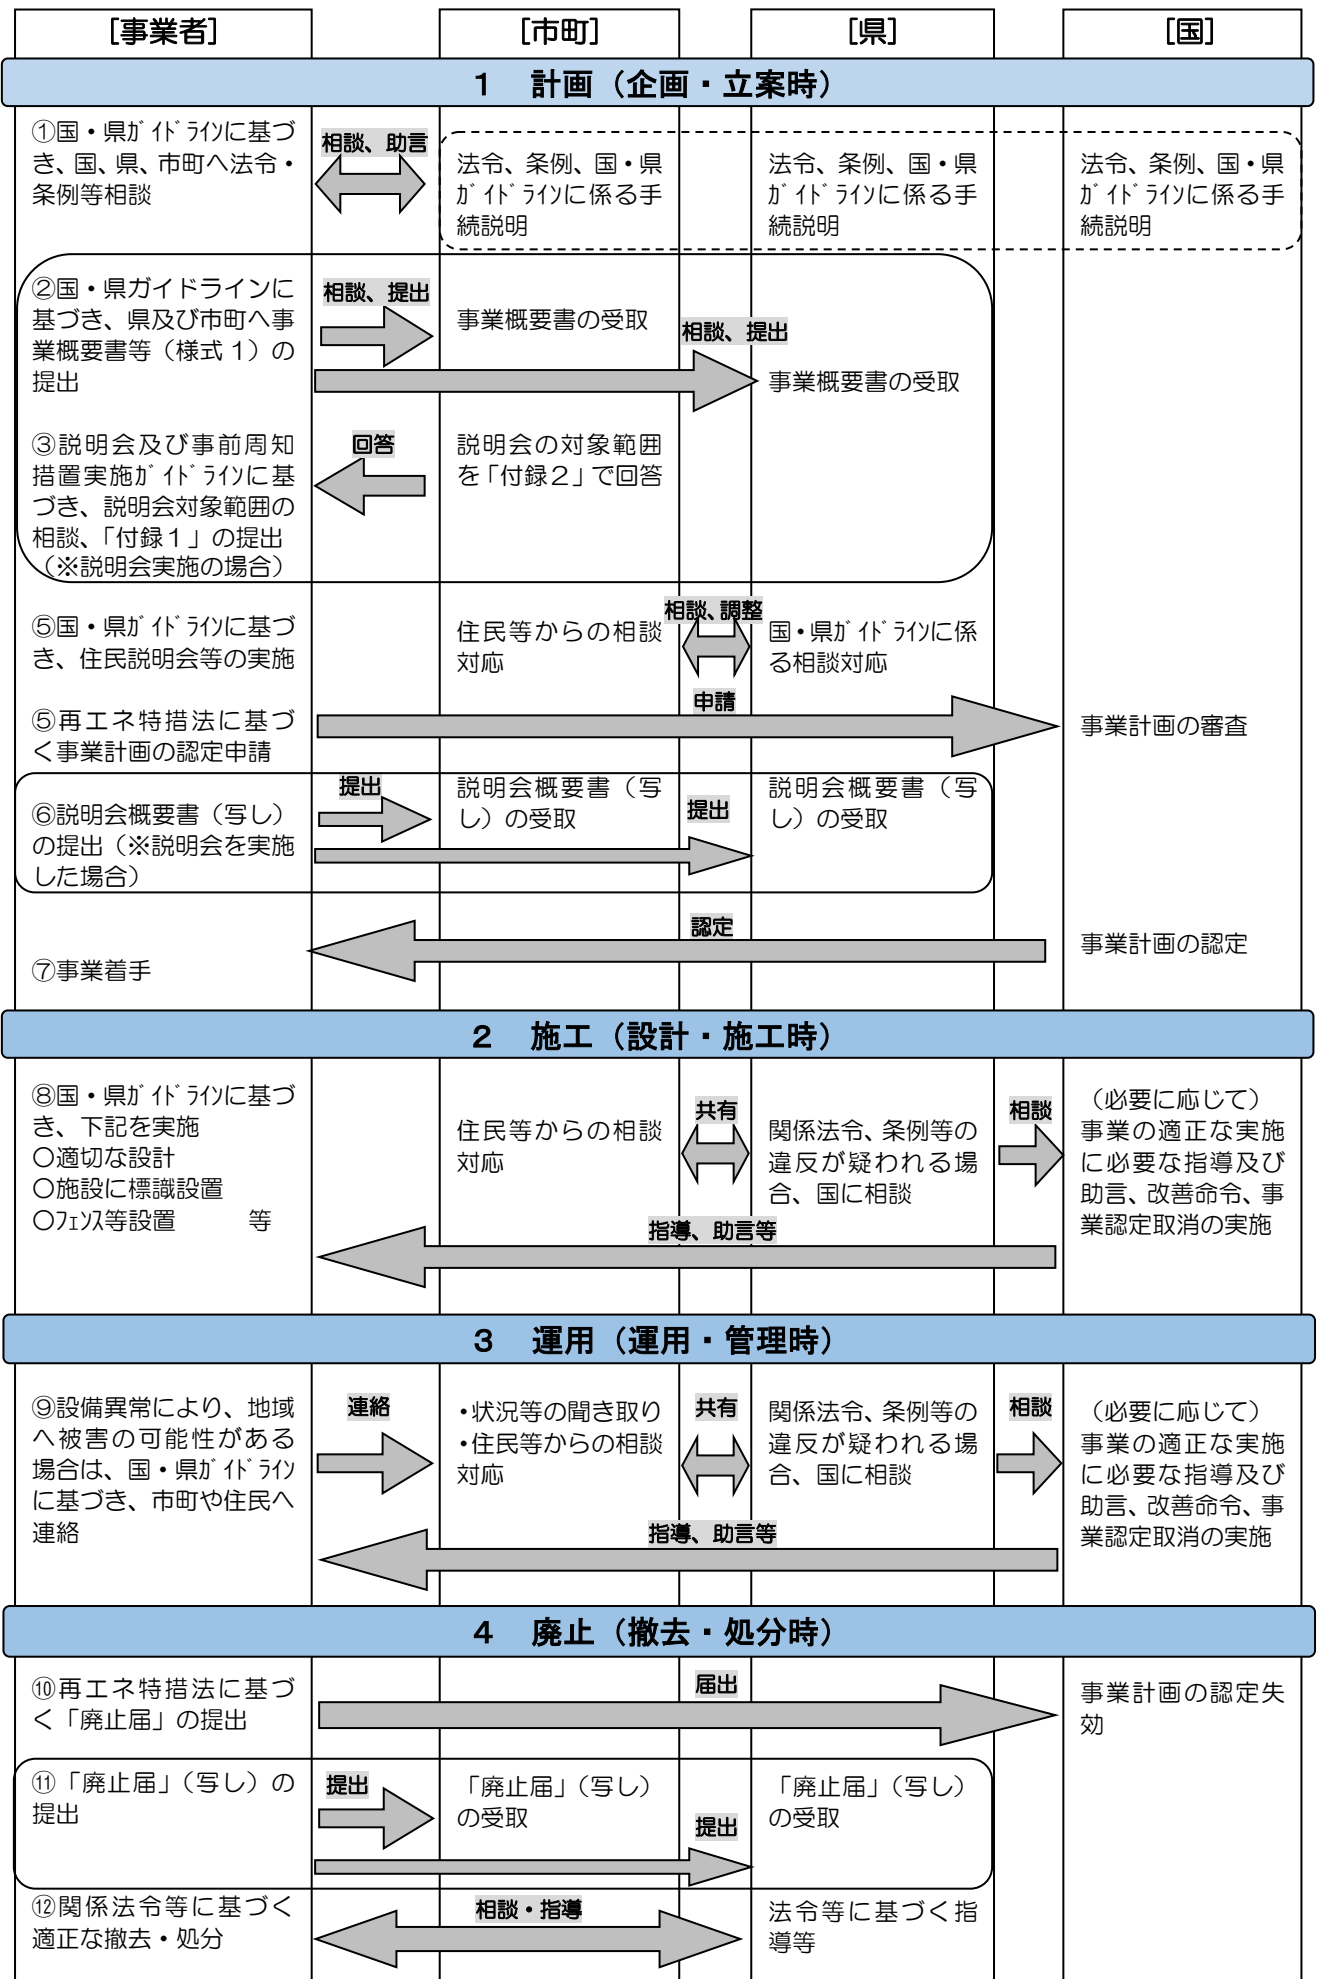 [事業者]
[市町]
[県]
[国]
１　計画（企画・立案時）
①国・県ｶﾞｲﾄﾞﾗｲﾝに基づ
き、国、県、市町へ法令・
条例等相談
相談、助言
法令、条例、国・県
ｶﾞｲﾄﾞﾗｲﾝに係る手
続説明
法令、条例、国・県
ｶﾞｲﾄﾞﾗｲﾝに係る手
続説明
法令、条例、国・県
ｶﾞｲﾄﾞﾗｲﾝに係る手
続説明
②国・県ガイドラインに
基づき、県及び市町へ事
業概要書等（様式１）の
提出
相談、提出
事業概要書の受取
相談、提出
事業概要書の受取
③説明会及び事前周知
措置実施ｶﾞｲﾄﾞﾗｲﾝに基
づき、説明会対象範囲の
相談、「付録１」の提出
（※説明会実施の場合）
回答
説明会の対象範囲
を「付録２」で回答
⑤国・県ｶﾞｲﾄﾞﾗｲﾝに基づ
き、住民説明会等の実施
住民等からの相談
対応
相談、調整
国・県ｶﾞｲﾄﾞﾗｲﾝに係
る相談対応
⑤再エネ特措法に基づ
く事業計画の認定申請
申請
事業計画の審査
⑥説明会概要書（写し）
の提出（※説明会を実施
した場合）
提出
説明会概要書（写
し）の受取
提出
説明会概要書（写
し）の受取
認定
事業計画の認定
⑦事業着手
２　施工（設計・施工時）
⑧国・県ｶﾞｲﾄﾞﾗｲﾝに基づ
き、下記を実施
〇適切な設計
〇施設に標識設置
〇ﾌｪﾝｽ等設置　　　等
住民等からの相談
対応
共有
関係法令、条例等の
違反が疑われる場
合、国に相談
相談
（必要に応じて）
事業の適正な実施
に必要な指導及び
助言、改善命令、事
業認定取消の実施
指導、助言等
３　運用（運用・管理時）
⑨設備異常により、地域
へ被害の可能性がある
場合は、国・県ｶﾞｲﾄﾞﾗｲﾝ
に基づき、市町や住民へ
連絡
連絡
・状況等の聞き取り
・住民等からの相談
対応
共有
関係法令、条例等の
違反が疑われる場
合、国に相談
相談
（必要に応じて）
事業の適正な実施
に必要な指導及び
助言、改善命令、事
業認定取消の実施
指導、助言等
４　廃止（撤去・処分時）
⑩再エネ特措法に基づ
く「廃止届」の提出
届出
事業計画の認定失
効
⑪「廃止届」（写し）の
提出
提出
「廃止届」（写し）
の受取
提出
「廃止届」（写し）
の受取
⑫関係法令等に基づく
適正な撤去・処分
相談・指導
法令等に基づく指
導等